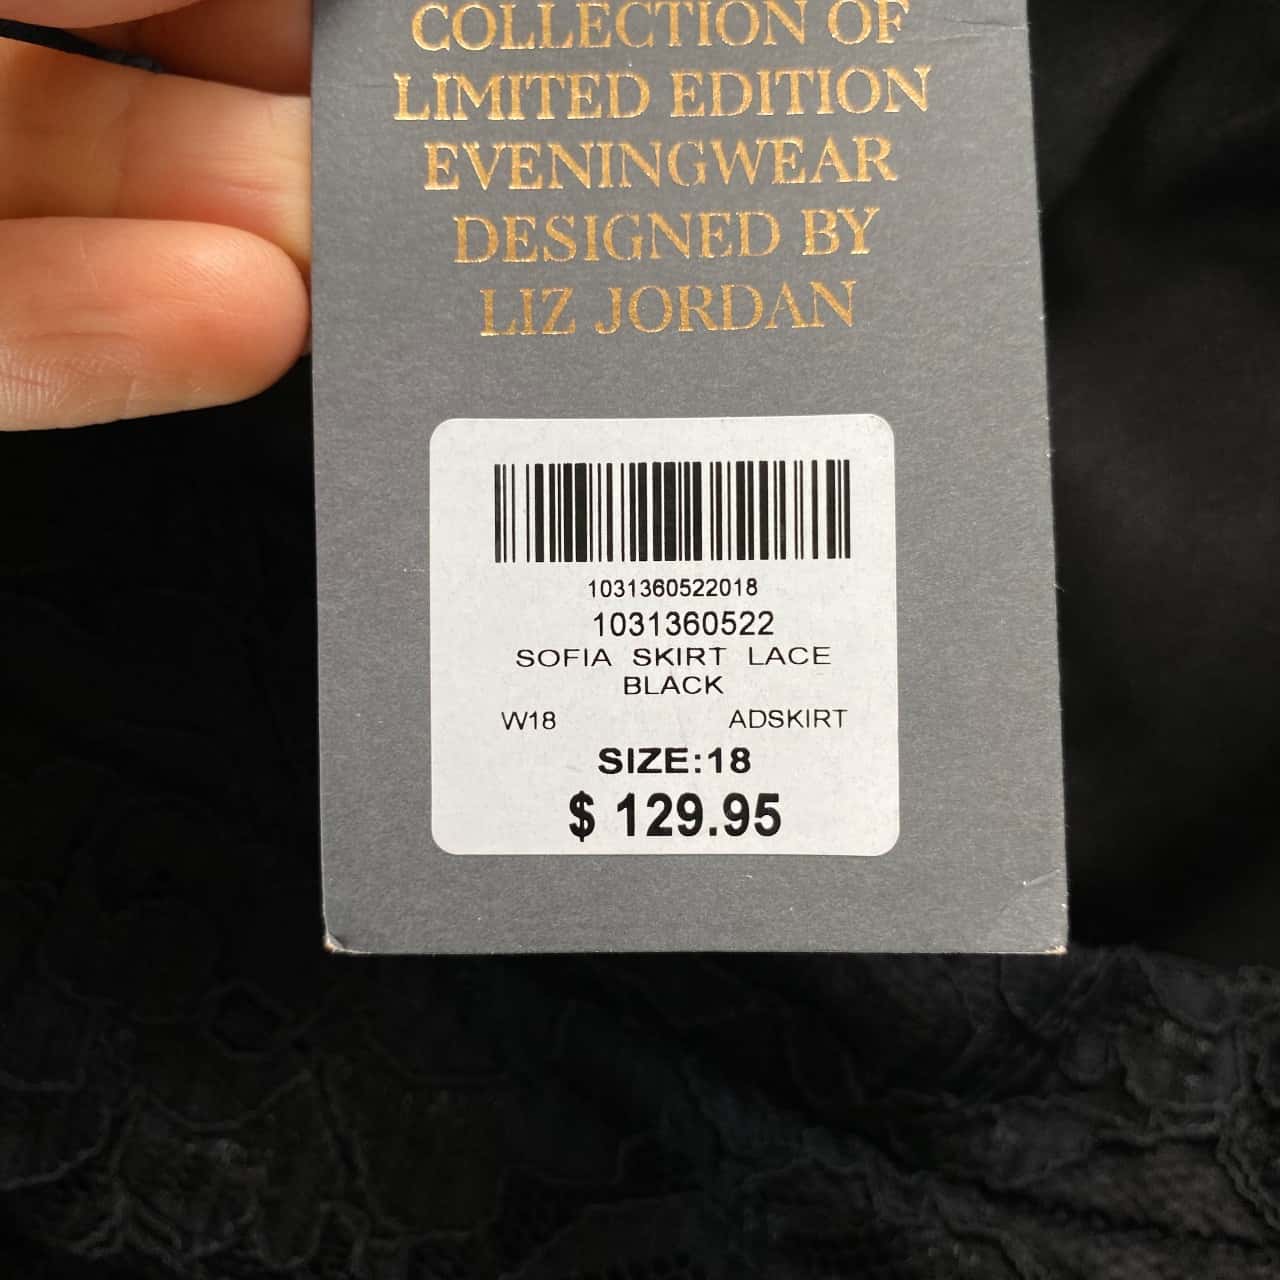 COLLECTION OF
LIMITED EDITION
EVENINGWEAR
DESIGNED BY
LIZ JORDAN
1031360522018
1031360522
SOFIA SKIRT LACE
BLACK
W18 ADSKIRT
SIZE:18
$ 129.95